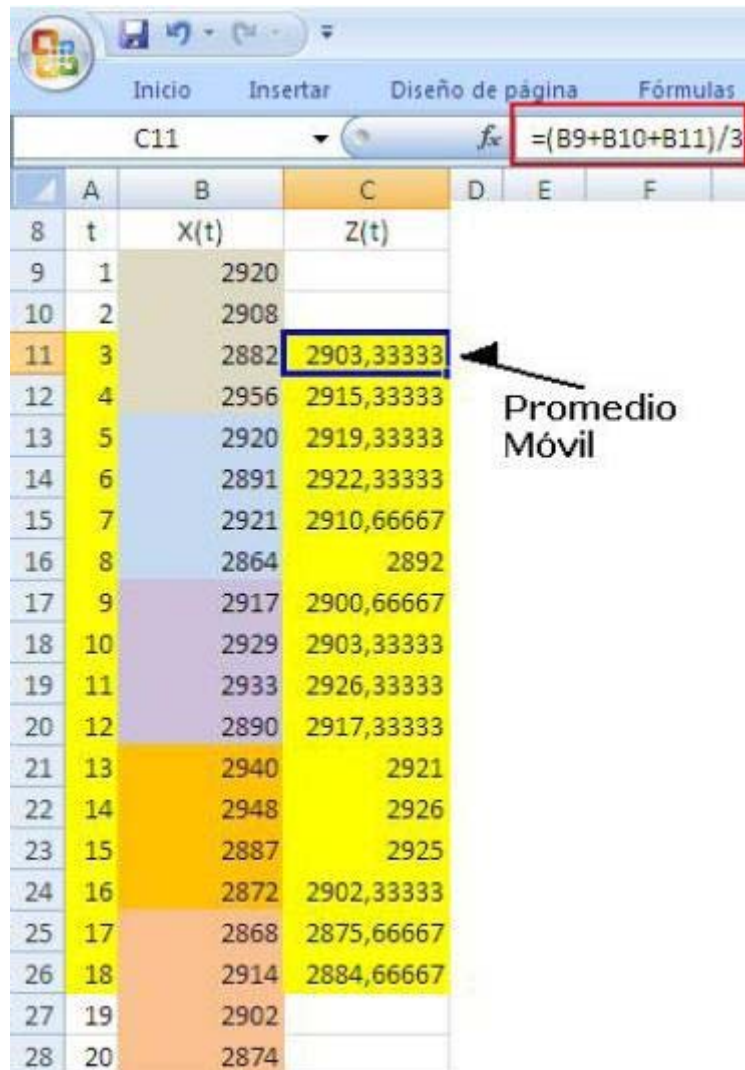 Inicio Insertar Diseño de página Fórmulas
C11 fx =(B9+B10+B11)/3
A B C D E F
8 t X(t) Z(t)
9 1 2920
10 2 2908
11 3 2882 2903,33333
12 4 2956 2915,33333
Promedio
13 5 2920 2919,33333
Móvil
14 6 2891 2922,33333
15 7 2921 2910,66667
16 8 2864 2892
17 9 2917 2900,66667
18 10 2929 2903,33333
19 11 2933 2926,33333
20 12 2890 2917,33333
21 13 2940 2921
22 14 2948 2926
23 15 2887 2925
24 16 2872 2902,33333
25 17 2868 2875,66667
26 18 2914 2884,66667
27 19 2902
28 20 2874